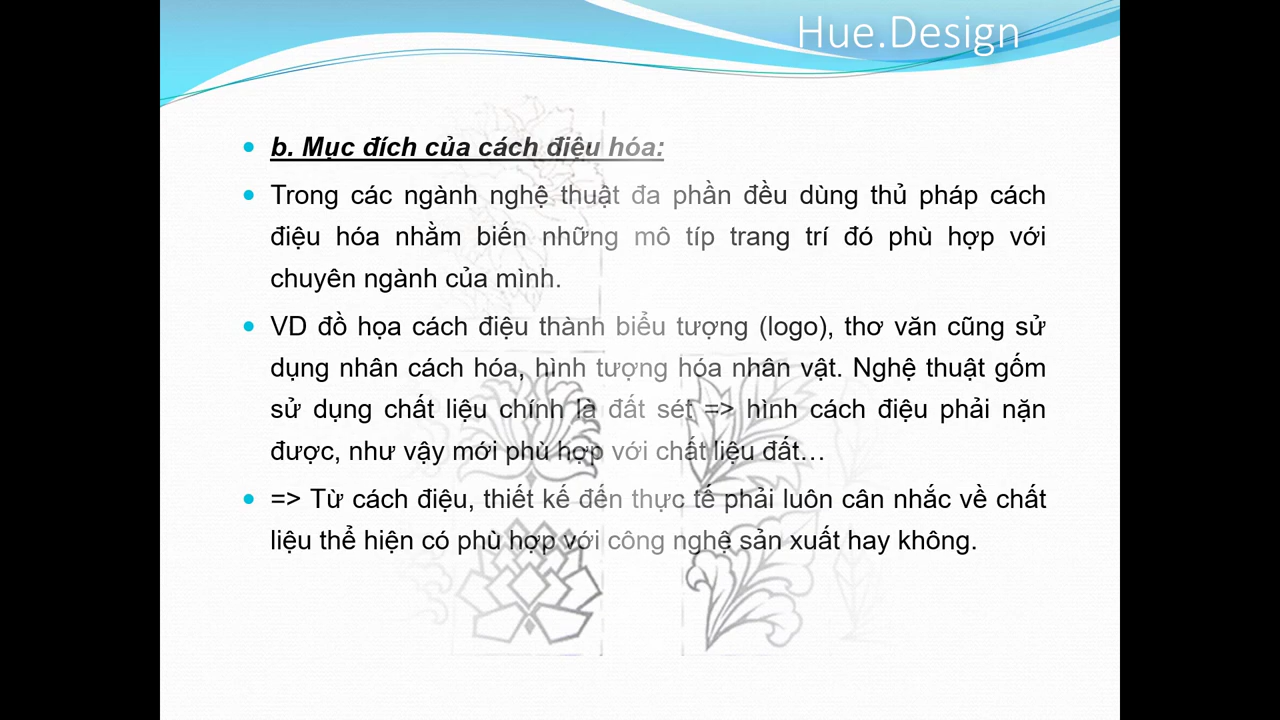 Hue.Design
b. Mục đích của cách điệu hóa:
Trong các ngành nghệ thuật đa phần đều dùng thủ pháp cách
điệu hóa nhằm biến những mô típ trang trí đó phù hợp với
chuyên ngành của mình.
VD đồ họa cách điệu thành biểu tượng (logo), thơ văn cũng sử
dụng nhân cách hóa, hình tượng hóa nhân vật. Nghệ thuật gốm
sử dụng chất liệu chính là đất sét => hình cách điệu phải nặn
được, như vậy mới phù hợp với chất liệu đất…
=> Từ cách điệu, thiết kế đến thực tế phải luôn cân nhắc về chất
liệu thể hiện có phù hợp với công nghệ sản xuất hay không.